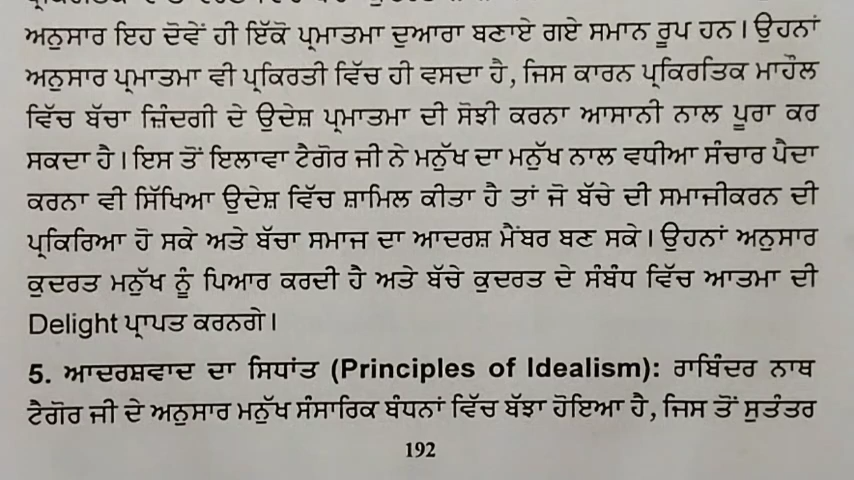 ਅਨੁਸਾਰ ਇਹ ਦੋਵੇਂ ਹੀ ਇੱਕੋ ਪ੍ਰਮਾਤਮਾ ਦੁਆਰਾ ਬਣਾਏ ਗਏ ਸਮਾਨ ਰੂਪ ਹਨ। ਉਹਨਾਂ
ਅਨੁਸਾਰ ਪ੍ਰਮਾਤਮਾ ਵੀ ਪ੍ਰਕਿਰਤੀ ਵਿੱਚ ਹੀ ਵਸਦਾ ਹੈ, ਜਿਸ ਕਾਰਨ ਪ੍ਰਕਿਰਤਿਕ ਮਾਹੌਲ
ਵਿੱਚ ਬੱਚਾ ਜ਼ਿੰਦਗੀ ਦੇ ਉਦੇਸ਼ ਪ੍ਰਮਾਤਮਾ ਦੀ ਸੋਝੀ ਕਰਨਾ ਆਸਾਨੀ ਨਾਲ ਪੂਰਾ ਕਰ
ਸਕਦਾ ਹੈ। ਇਸ ਤੋਂ ਇਲਾਵਾ ਟੈਗੋਰ ਜੀ ਨੇ ਮਨੁੱਖ ਦਾ ਮਨੁੱਖ ਨਾਲ ਵਧੀਆ ਸੰਚਾਰ ਪੈਦਾ
ਕਰਨਾ ਵੀ ਸਿੱਖਿਆ ਉਦੇਸ਼ ਵਿੱਚ ਸ਼ਾਮਿਲ ਕੀਤਾ ਹੈ ਤਾਂ ਜੋ ਬੱਚੇ ਦੀ ਸਮਾਜੀਕਰਨ ਦੀ
ਪ੍ਰਕਿਰਿਆ ਹੋ ਸਕੇ ਅਤੇ ਬੱਚਾ ਸਮਾਜ ਦਾ ਆਦਰਸ਼ ਮੈਂਬਰ ਬਣ ਸਕੇ। ਉਹਨਾਂ ਅਨੁਸਾਰ
ਕੁਦਰਤ ਮਨੁੱਖ ਨੂੰ ਪਿਆਰ ਕਰਦੀ ਹੈ ਅਤੇ ਬੱਚੇ ਕੁਦਰਤ ਦੇ ਸੰਬੰਧ ਵਿੱਚ ਆਤਮਾ ਦੀ
Delight ਪ੍ਰਾਪਤ ਕਰਨਗੇ।
5. ਆਦਰਸ਼ਵਾਦ ਦਾ ਸਿਧਾਂਤ (Principles of Idealism): ਰਾਬਿੰਦਰ ਨਾਥ
ਟੈਗੋਰ ਜੀ ਦੇ ਅਨੁਸਾਰ ਮਨੁੱਖ ਸੰਸਾਰਿਕ ਬੰਧਨਾਂ ਵਿੱਚ ਬੱਝਾ ਹੋਇਆ ਹੈ, ਜਿਸ ਤੋਂ ਸੁਤੰਤਰ
192